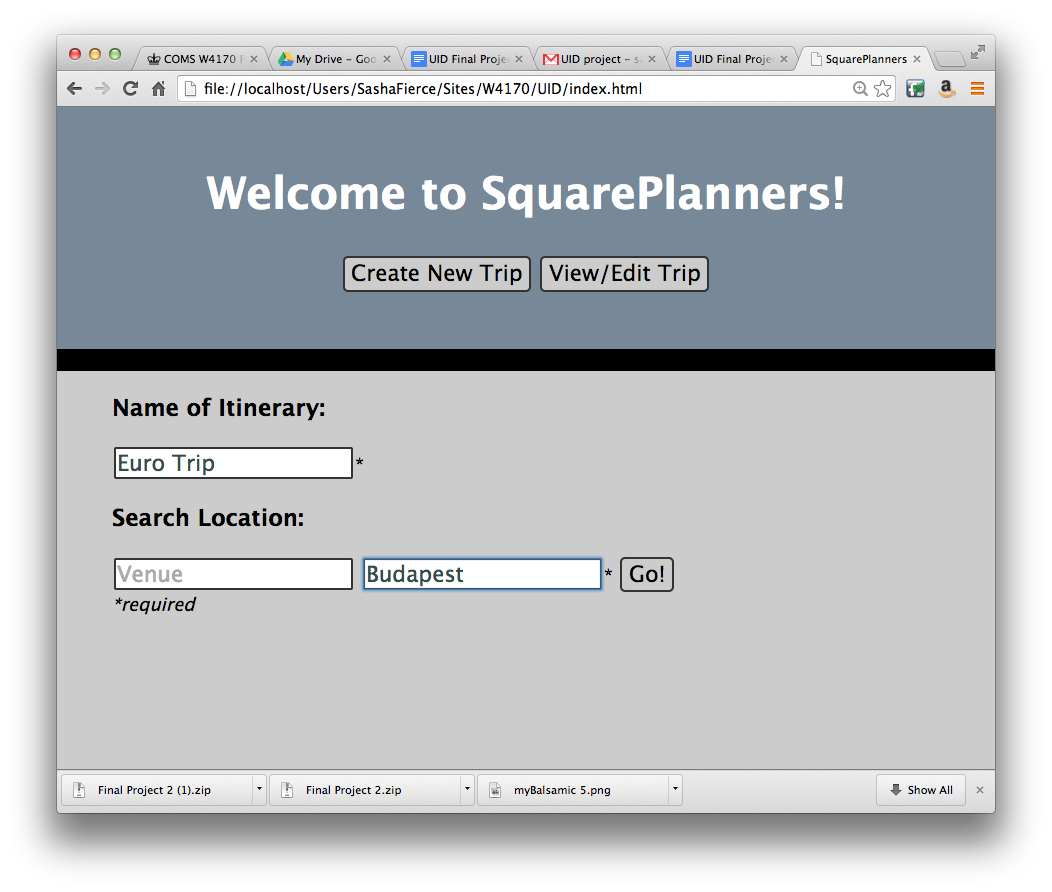 COMS W4170 F
My Drive – Goo
UID Final Proje
UID project – s
UID Final Proje
SquarePlanners
file://localhost/Users/SashaFierce/Sites/W4170/UID/index.html
Welcome to SquarePlanners!
Create New Trip View/Edit Trip
Name of Itinerary:
Euro Trip *
Search Location:
Venue Budapest * Go!
*required
Final Project 2 (1).zip Final Project 2.zip myBalsamic 5.png Show All